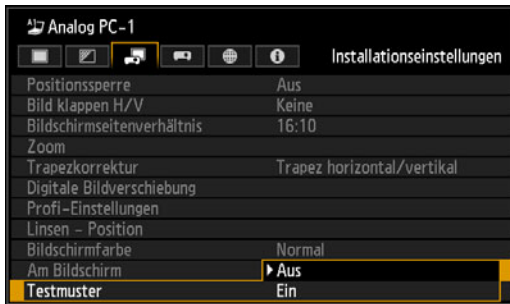 Analog PC-1
Installationseinstellungen
Positionssperre Aus
Bild klappen H/V Keine
Bildschirmseitenverhältnis 16:10
Zoom
Trapezkorrektur Trapez horizontal/vertikal
Digitale Bildverschiebung
Profi-Einstellungen
Linsen - Position
Bildschirmfarbe Normal
Am Bildschirm Aus
Testmuster Ein